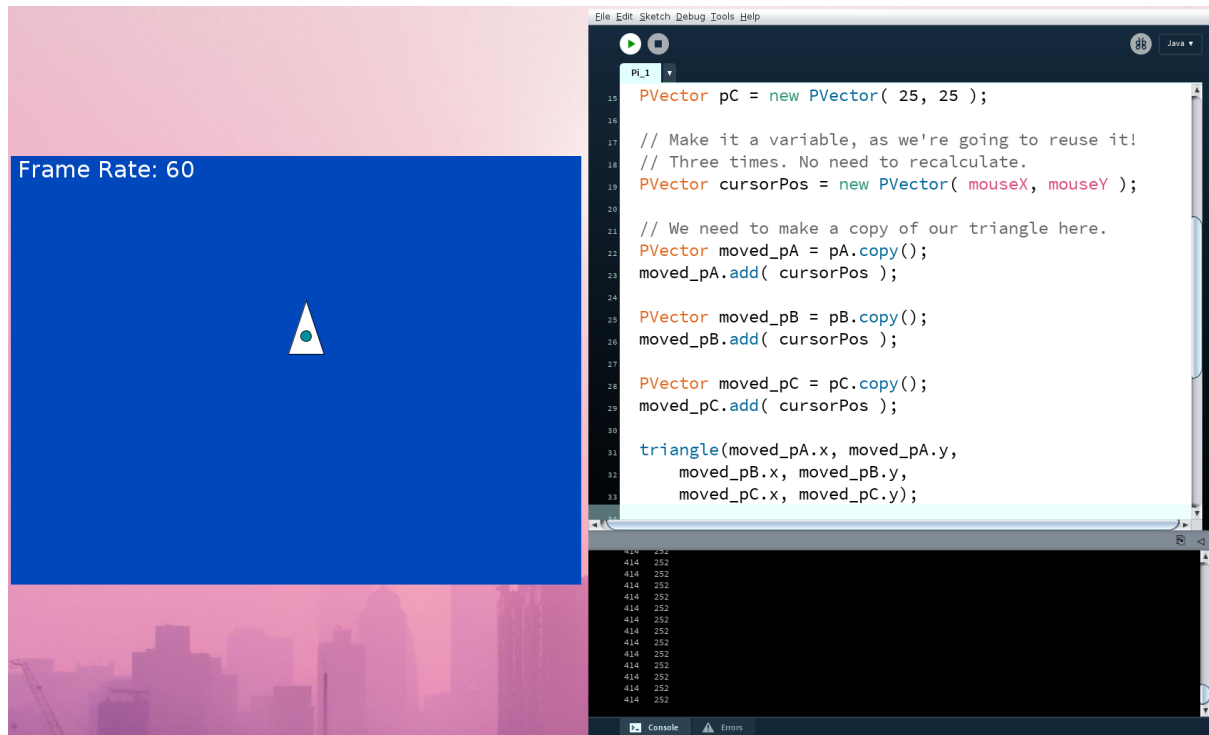 Frame Rate: 60
File Edit Sketch Debug Tools Help
Java ▾
Pi_1 ▾
15 PVector pC = new PVector( 25, 25 );
16
17 // Make it a variable, as we're going to reuse it!
18 // Three times. No need to recalculate.
19 PVector cursorPos = new PVector( mouseX, mouseY );
20
21 // We need to make a copy of our triangle here.
22 PVector moved_pA = pA.copy();
23 moved_pA.add( cursorPos );
24
25 PVector moved_pB = pB.copy();
26 moved_pB.add( cursorPos );
27
28 PVector moved_pC = pC.copy();
29 moved_pC.add( cursorPos );
30
31 triangle(moved_pA.x, moved_pA.y,
32 moved_pB.x, moved_pB.y,
33 moved_pC.x, moved_pC.y);
34
414 252
414 252
414 252
414 252
414 252
414 252
414 252
414 252
414 252
414 252
414 252
414 252
414 252
414 252
Console Errors